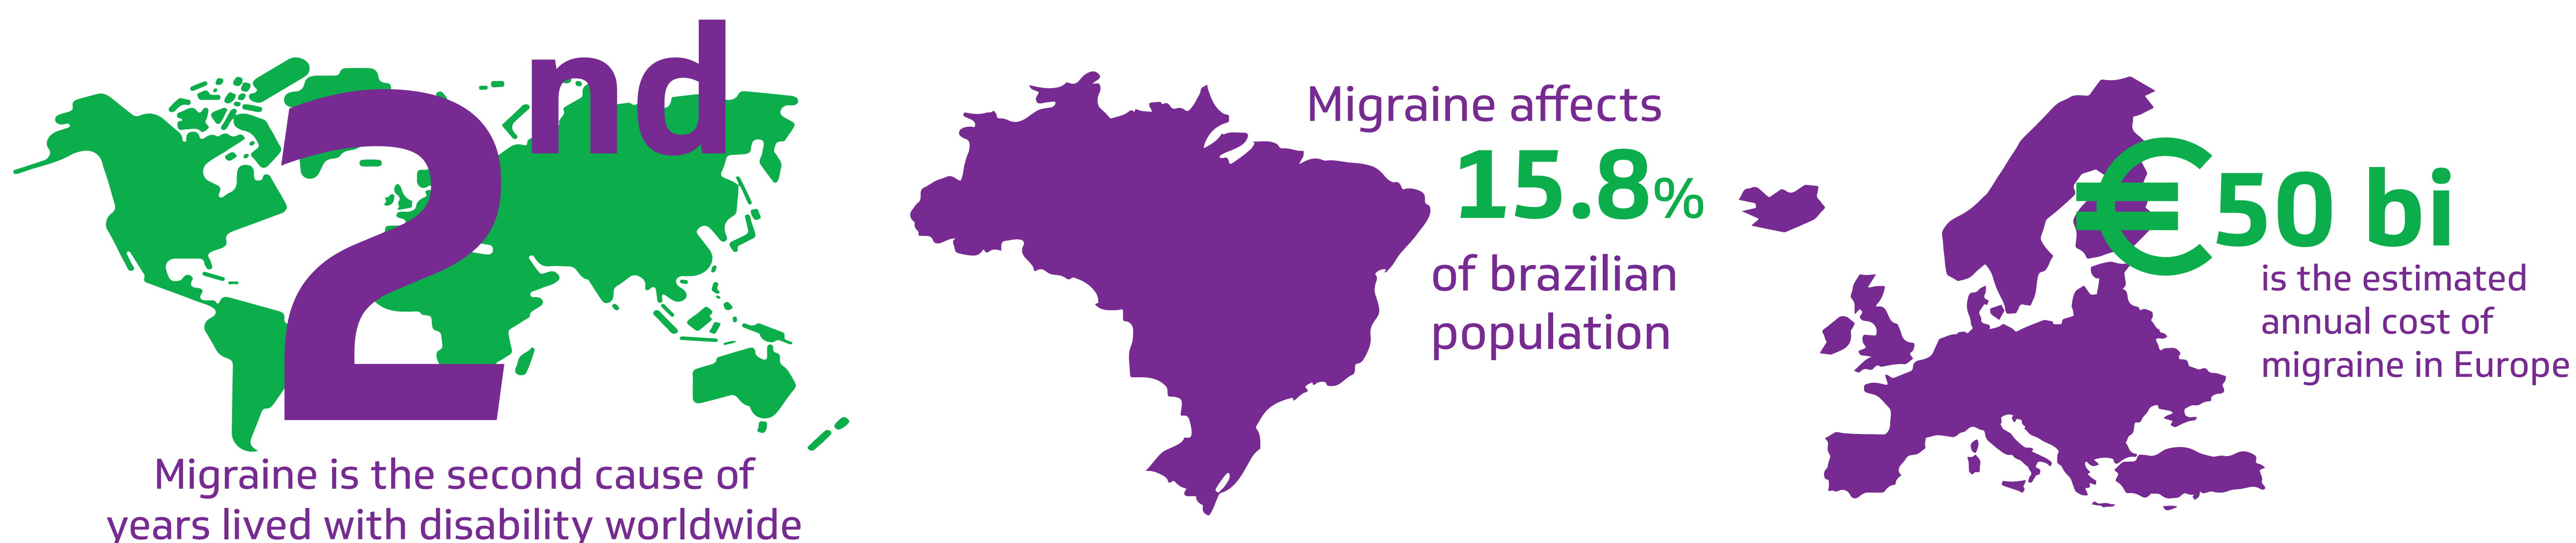 2nd
Migraine is the second cause of
years lived with disability worldwide
Migraine affects
15.8%
of brazilian
population
€50 bi
is the estimated
annual cost of
migraine in Europe